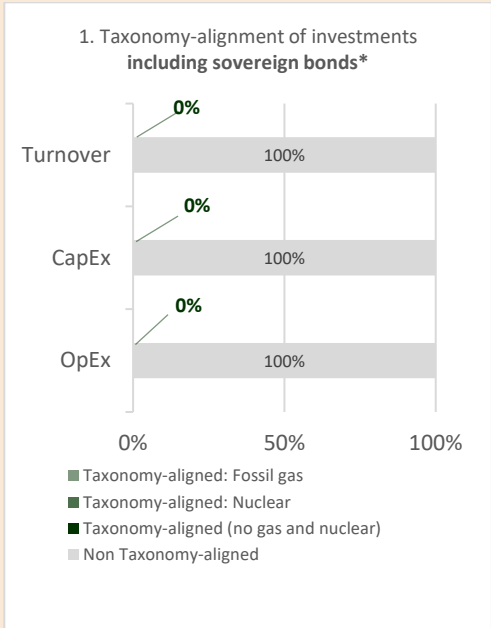 1. Taxonomy-alignment of investments
including sovereign bonds*
0%
Turnover
100%
0%
CapEx
100%
0%
OpEx
100%
0%
50%
100%
Taxonomy-aligned: Fossil gas
Taxonomy-aligned: Nuclear
Taxonomy-aligned (no gas and nuclear)
Non Taxonomy-aligned